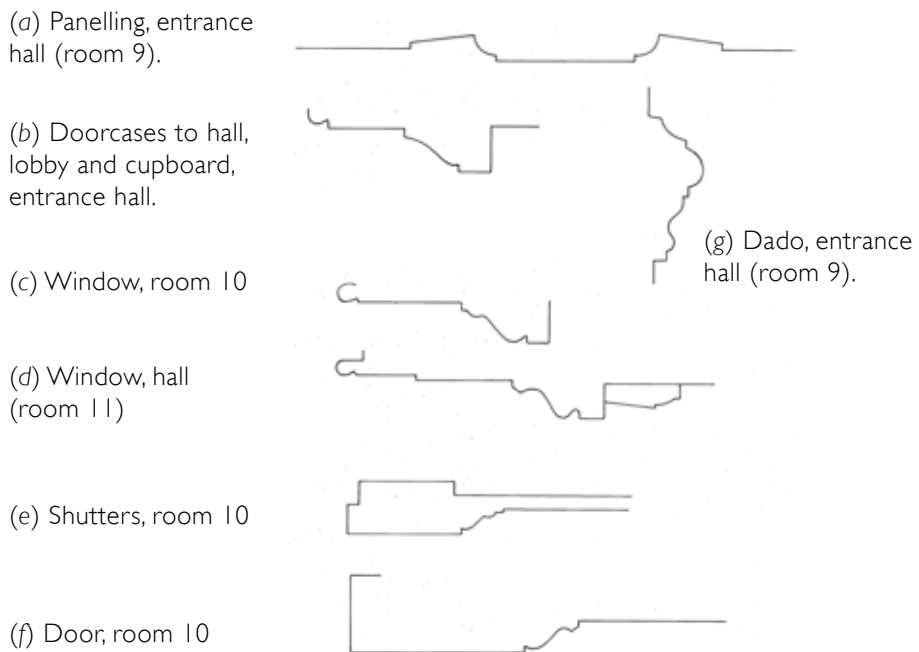 (a) Panelling, entrance
hall (room 9).
(b) Doorcases to hall,
lobby and cupboard,
entrance hall.
(g) Dado, entrance
hall (room 9).
(c) Window, room 10
(d) Window, hall
(room 11)
(e) Shutters, room 10
(f) Door, room 10